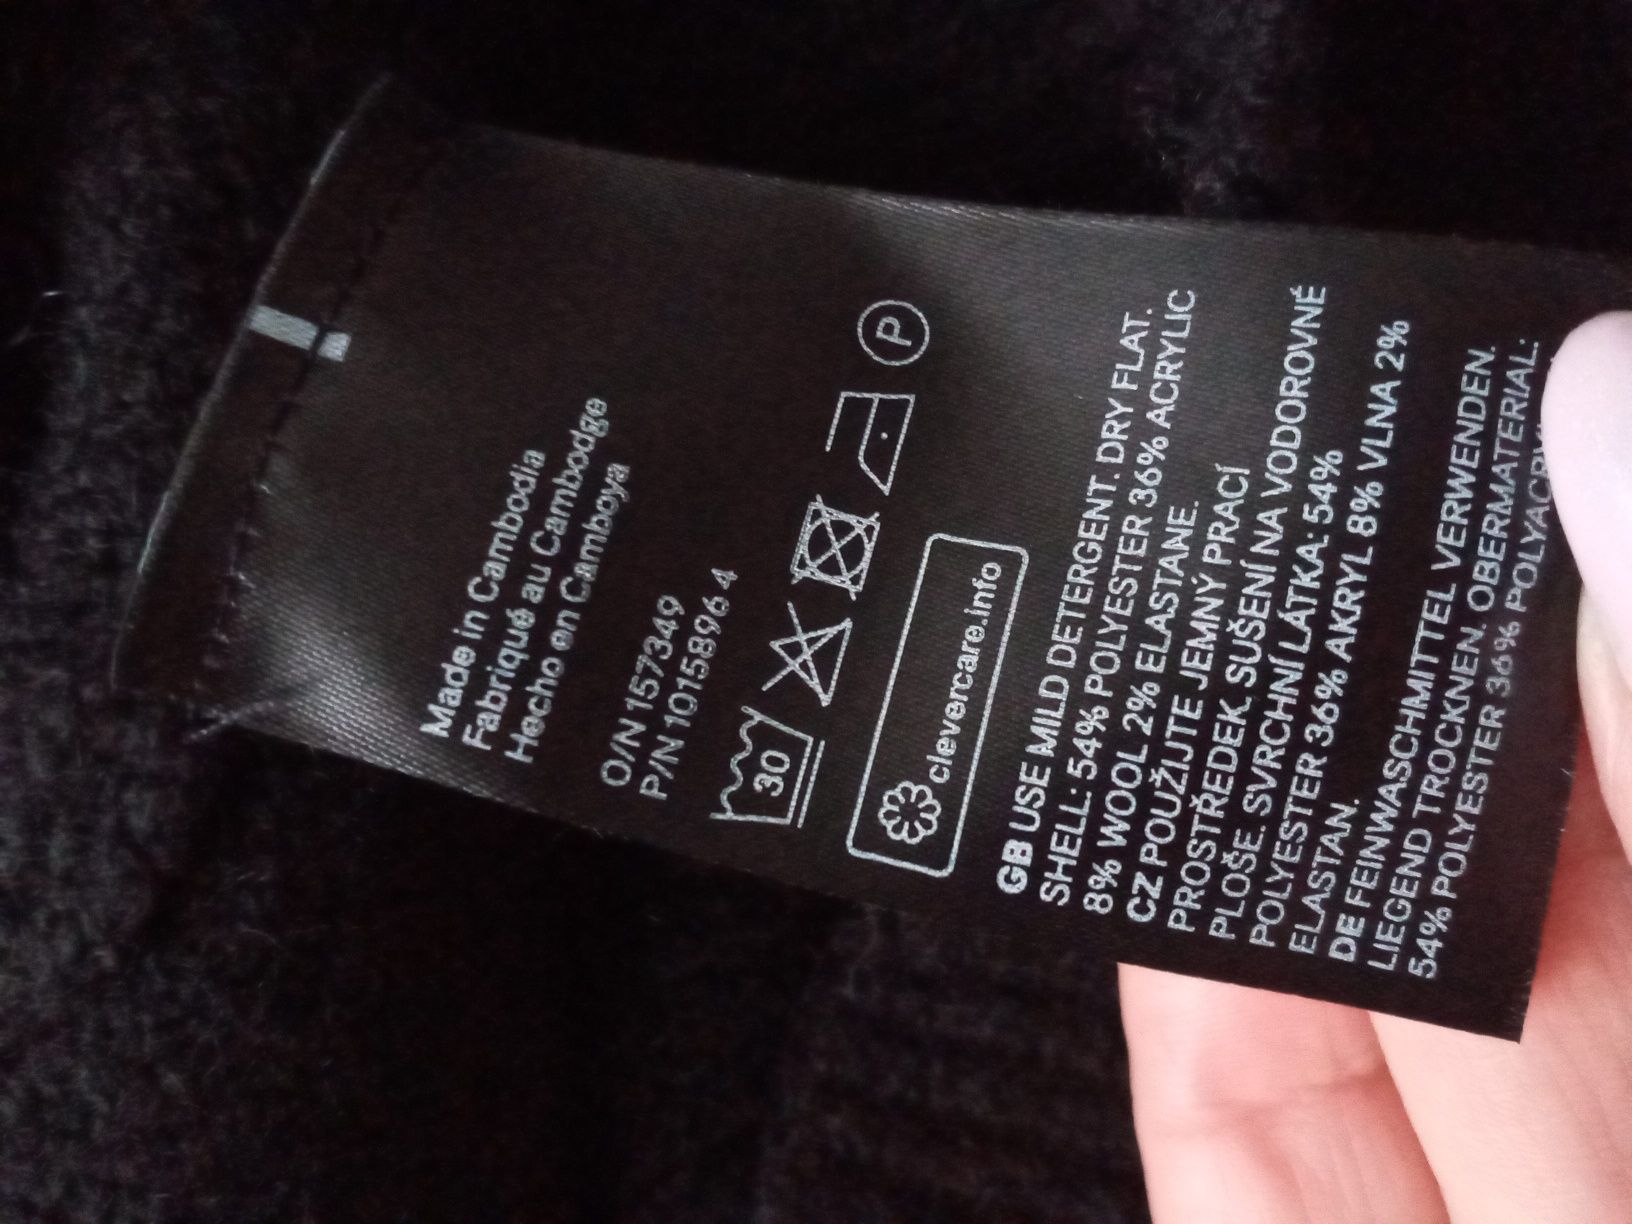 Made in Cambodia
Fabriqué au Cambodge
Hecho en Camboya
O/N 157349
P/N 1015896 4
30
P
clevercare.info
GB USE MILD DETERGENT. DRY FLAT.
SHELL: 54% POLYESTER 36% ACRYLIC
8% WOOL 2% ELASTANE.
CZ POUŽIJTE JEMNÝ PRACÍ
PROSTŘEDEK. SUŠENÍ NA VODOROVNÉ
PLOŠE. SVRCHNÍ LÁTKA: 54%
POLYESTER 36% AKRYL 8% VLNA 2%
ELASTAN.
DE FEINWASCHMITTEL VERWENDEN.
LIEGEND TROCKNEN. OBERMATERIAL:
54% POLYESTER 36%